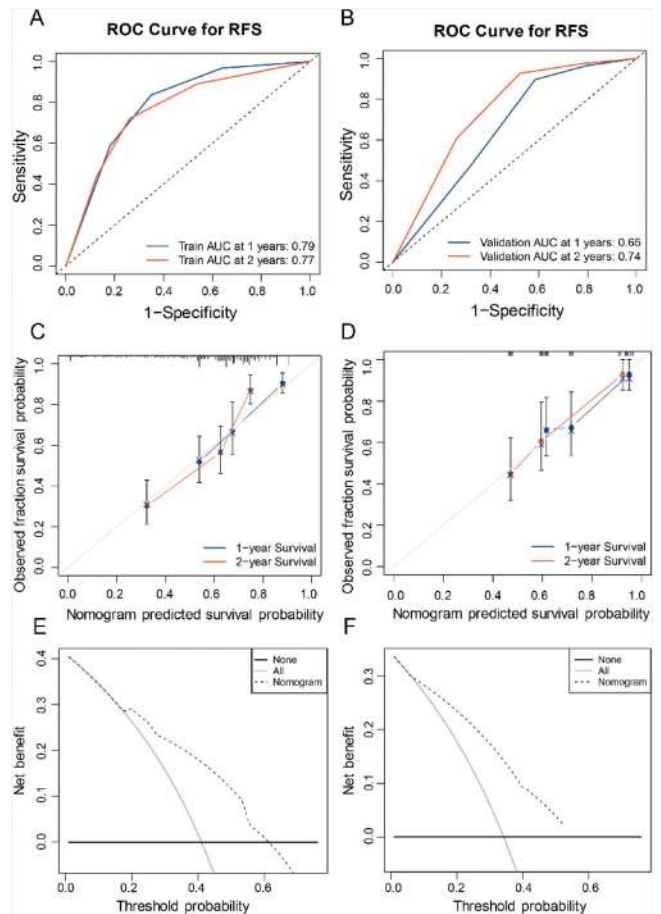 A
ROC Curve for RFS
Sensitivity
1.0
0.8
0.6
0.4
0.2
0.0
Train AUC at 1 years: 0.79
Train AUC at 2 years: 0.77
0.0 0.2 0.4 0.6 0.8 1.0
1-Specificity
B
ROC Curve for RFS
Sensitivity
1.0
0.8
0.6
0.4
0.2
0.0
Validation AUC at 1 years: 0.65
Validation AUC at 2 years: 0.74
0.0 0.2 0.4 0.6 0.8 1.0
1-Specificity
C
Observed fraction survival probability
1.0
0.8
0.6
0.4
0.2
0.0
1-year Survival
2-year Survival
0.0 0.2 0.4 0.6 0.8 1.0
Nomogram predicted survival probability
D
Observed fraction survival probability
1.0
0.8
0.6
0.4
0.2
0.0
1-year Survival
2-year Survival
0.0 0.2 0.4 0.6 0.8 1.0
Nomogram predicted survival probability
E
Net benefit
0.4
0.3
0.2
0.1
0.0
None
All
Nomogram
0.0 0.2 0.4 0.6
Threshold probability
F
Net benefit
0.3
0.2
0.1
0.0
None
All
Nomogram
0.0 0.2 0.4 0.6
Threshold probability